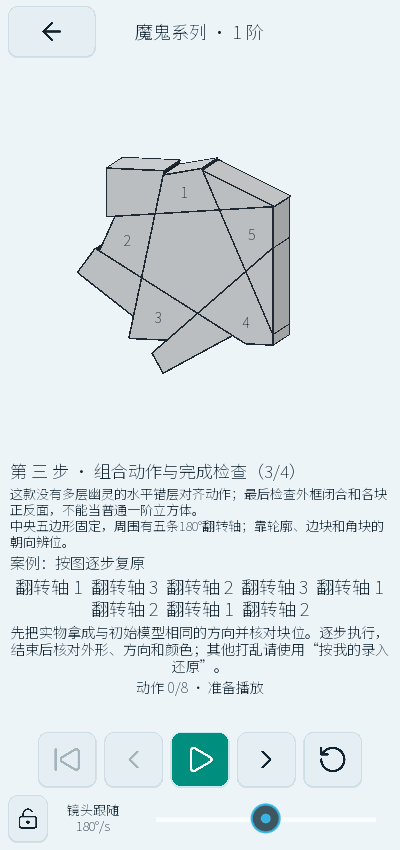 魔鬼系列 · 1 阶
1
2
5
3
4
第 三 步 · 组合动作与完成检查（3/4）
这款没有多层幽灵的水平错层对齐动作；最后检查外框闭合和各块
正反面，不能当普通一阶立方体。
中央五边形固定，周围有五条180°翻转轴；靠轮廓、边块和角块的
朝向辨位。
案例：按图逐步复原
翻转轴 1 翻转轴 3 翻转轴 2 翻转轴 3 翻转轴 1
翻转轴 2 翻转轴 1 翻转轴 2
先把实物拿成与初始模型相同的方向并核对块位。逐步执行，
结束后核对外形、方向和颜色；其他打乱请使用“按我的录入
还原”。
动作 0/8 · 准备播放
镜头跟随
180°/s